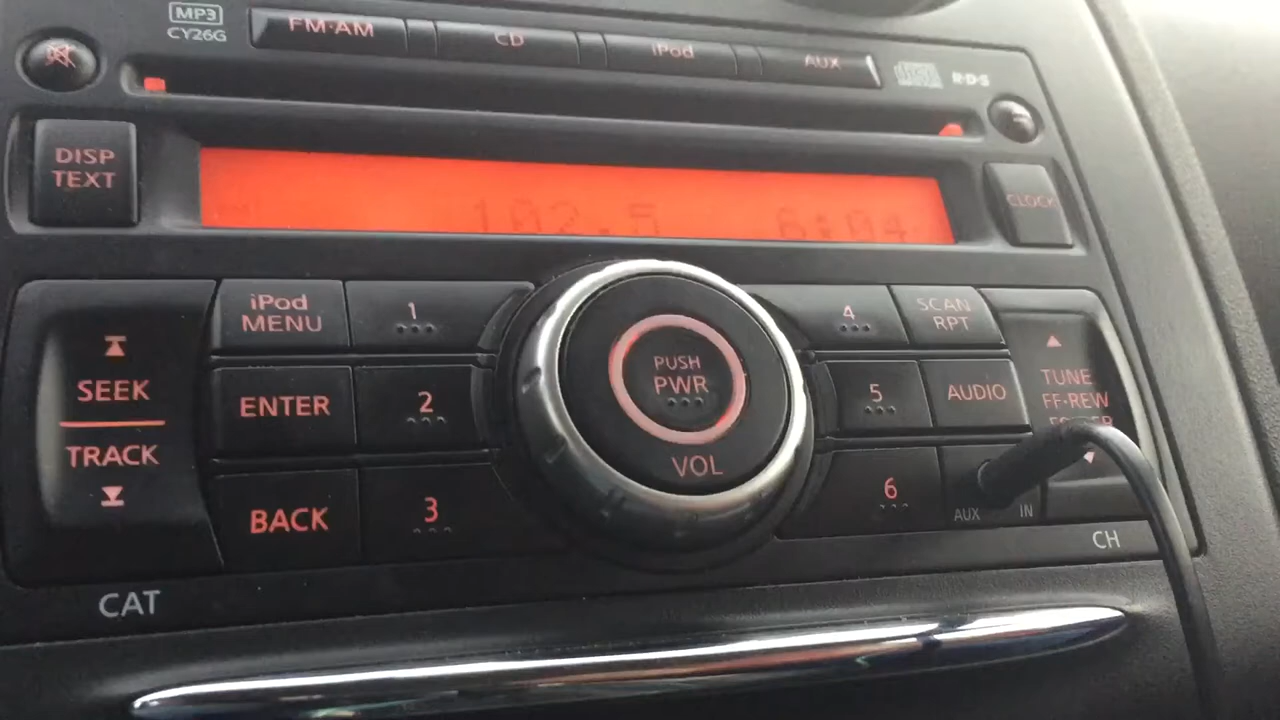 MP3
CY26G
FM·AM
CD
iPod
AUX
R·D·S
DISP
TEXT
102.5 6:04
CLOCK
iPod
MENU
1
4
SCAN
RPT
SEEK
TRACK
ENTER
2
PUSH
PWR
VOL
5
AUDIO
TUNE
FF·REW
BACK
3
6
AUX IN
CAT
CH